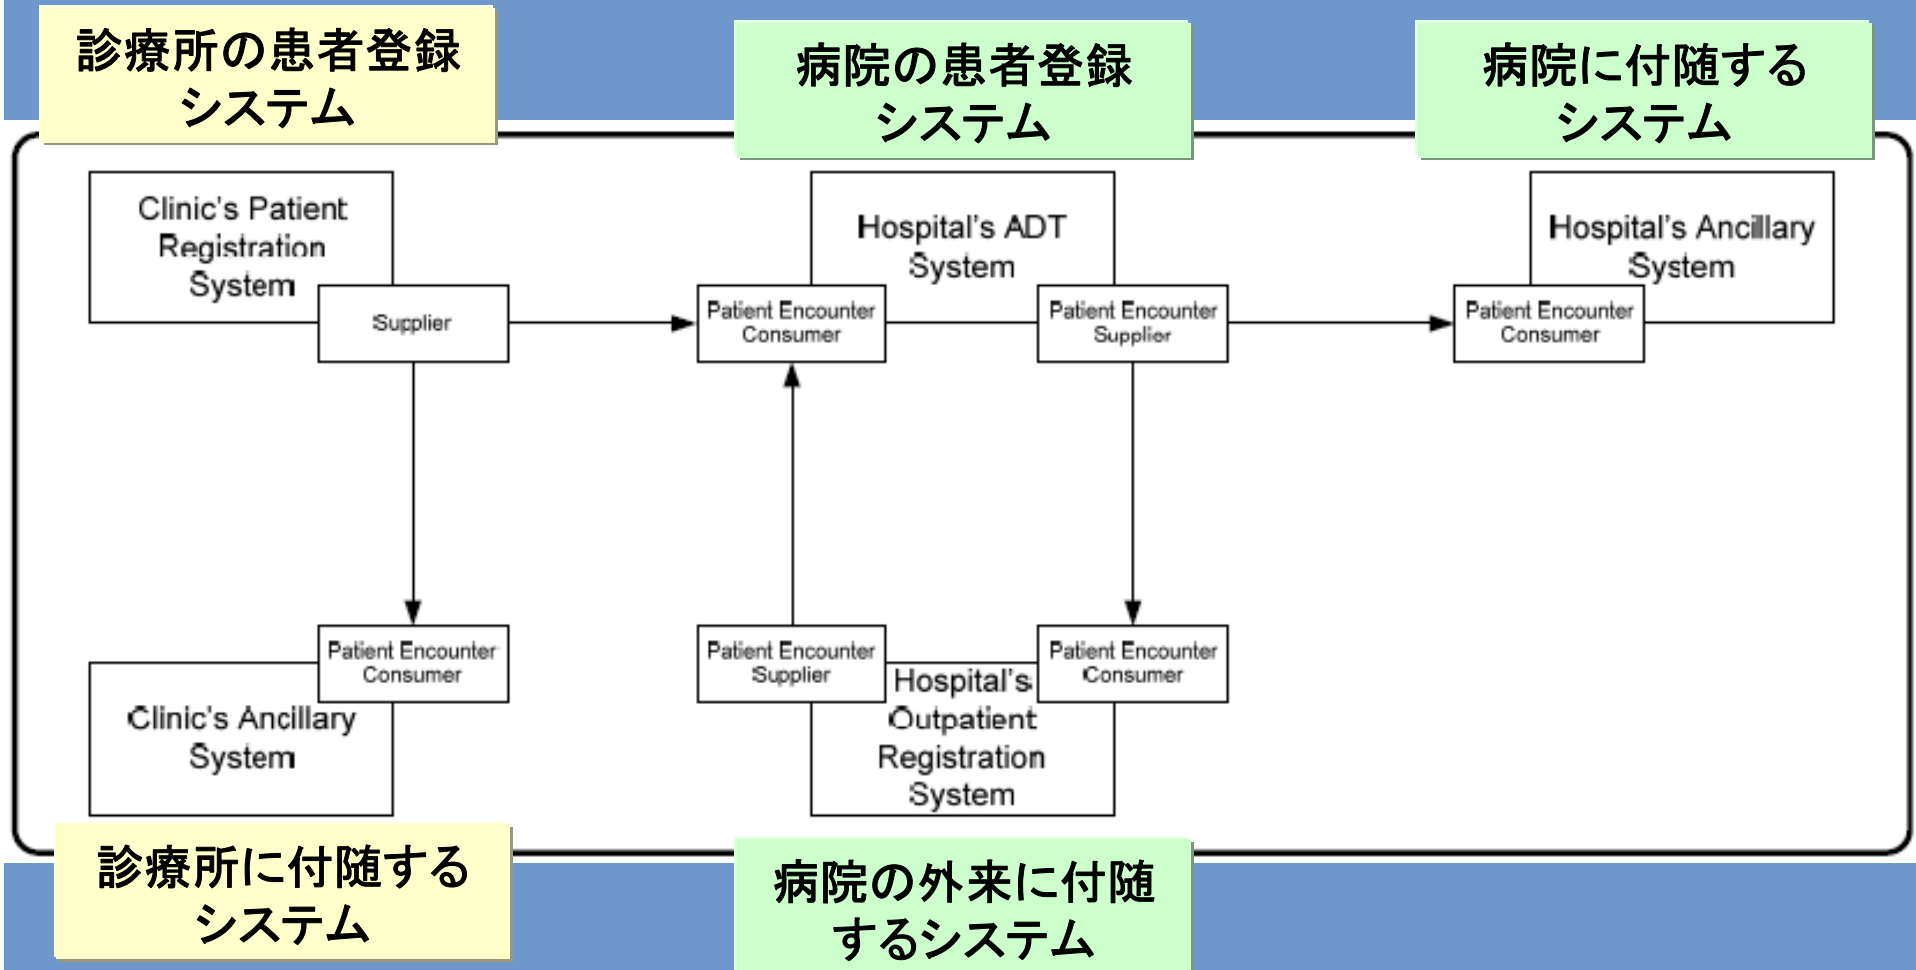 診療所の患者登録
システム
病院の患者登録
システム
病院に付随する
システム
Clinic's Patient
Registration
System
Supplier
Hospital's ADT
System
Patient Encounter
Consumer
Patient Encounter
Supplier
Hospital's Ancillary
System
Patient Encounter
Consumer
Patient Encounter
Consumer
Clinic's Ancillary
System
Patient Encounter
Supplier
Hospital's
Outpatient
Registration
System
Patient Encounter
Consumer
診療所に付随する
システム
病院の外来に付随
するシステム